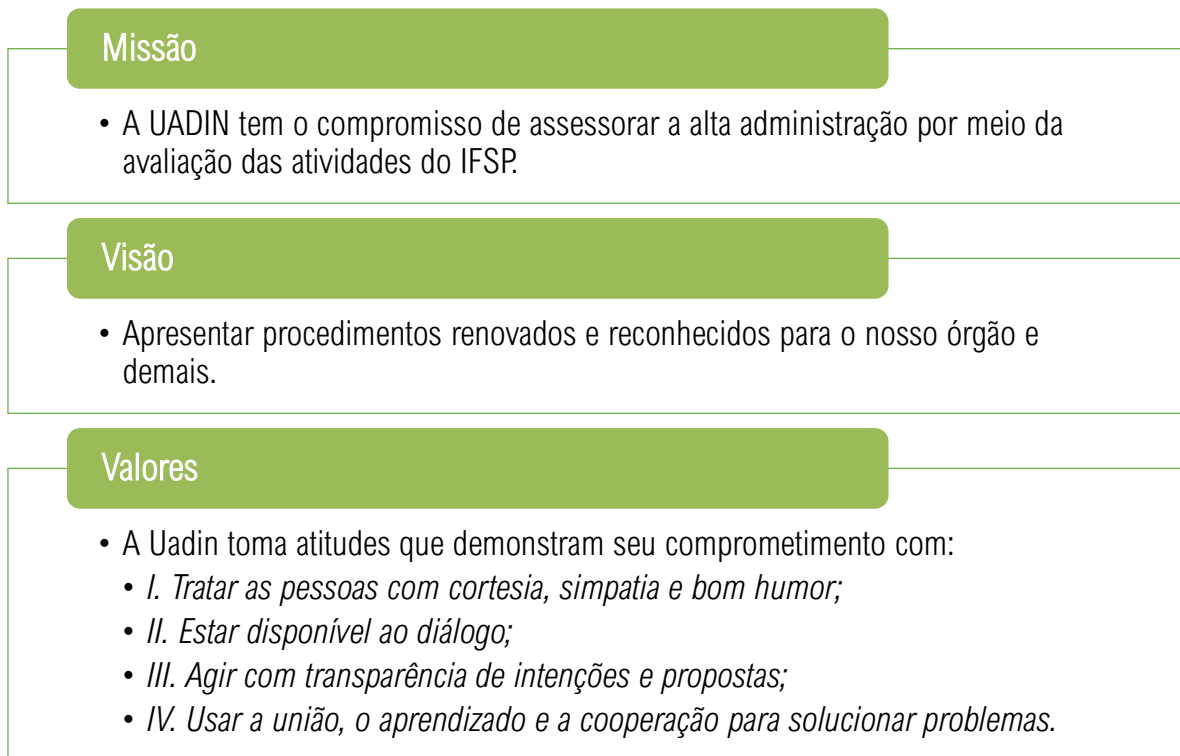 Missão
• A UADIN tem o compromisso de assessorar a alta administração por meio da
avaliação das atividades do IFSP.
Visão
• Apresentar procedimentos renovados e reconhecidos para o nosso órgão e
demais.
Valores
• A Uadin toma atitudes que demonstram seu comprometimento com:
• I. Tratar as pessoas com cortesia, simpatia e bom humor;
• II. Estar disponível ao diálogo;
• III. Agir com transparência de intenções e propostas;
• IV. Usar a união, o aprendizado e a cooperação para solucionar problemas.